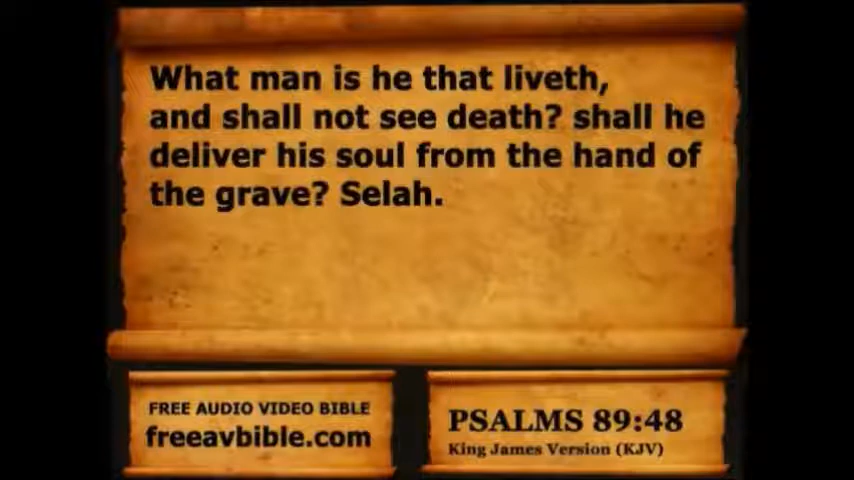 What man is he that liveth,
and shall not see death? shall he
deliver his soul from the hand of
the grave? Selah.
FREE AUDIO VIDEO BIBLE
freeavbible.com
PSALMS 89:48
King James Version (KJV)